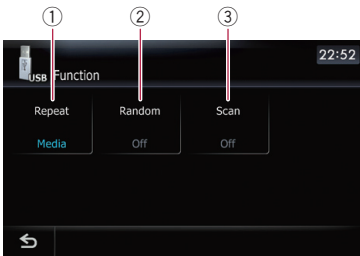 ① ② ③
22:52
USB Function
Repeat Random Scan
Media Off Off